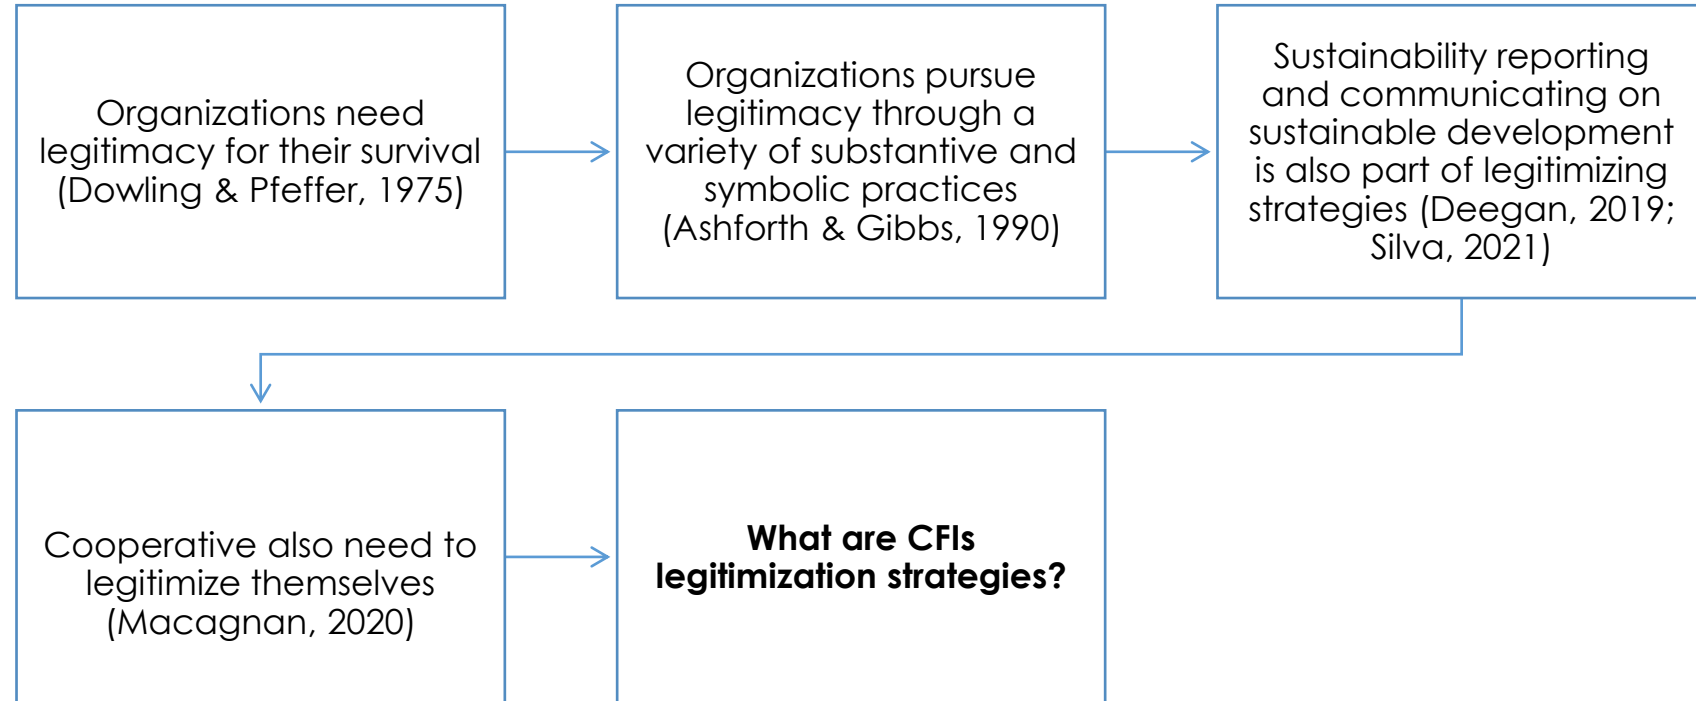 Organizations need
legitimacy for their survival
(Dowling & Pfeffer, 1975)
Organizations pursue
legitimacy through a
variety of substantive and
symbolic practices
(Ashforth & Gibbs, 1990)
Sustainability reporting
and communicating on
sustainable development
is also part of legitimizing
strategies (Deegan, 2019;
Silva, 2021)
Cooperative also need to
legitimize themselves
(Macagnan, 2020)
What are CFIs
legitimization strategies?